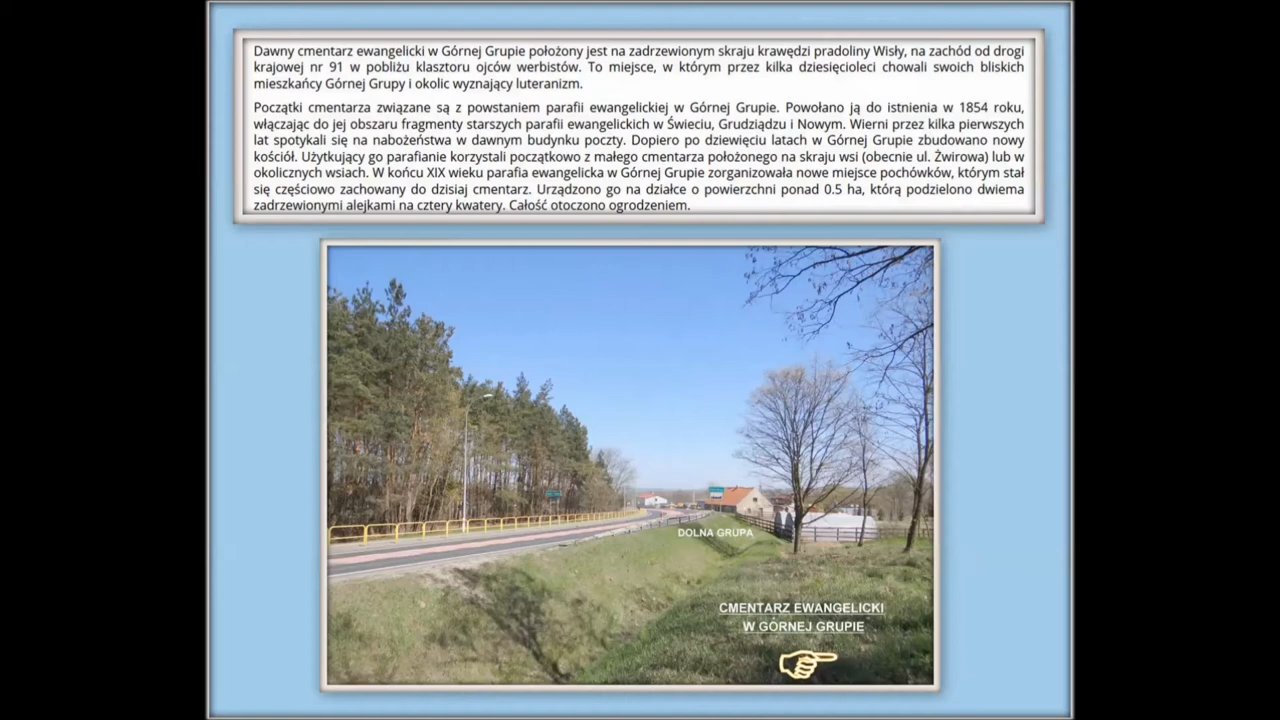 Dawny cmentarz ewangelicki w Górnej Grupie położony jest na zadrzewionym skraju krawędzi pradoliny Wisły, na zachód od drogi
krajowej nr 91 w pobliżu klasztoru ojców werbistów. To miejsce, w którym przez kilka dziesięcioleci chowali swoich bliskich
mieszkańcy Górnej Grupy i okolic wyznający luteranizm.
Początki cmentarza związane są z powstaniem parafii ewangelickiej w Górnej Grupie. Powołano ją do istnienia w 1854 roku,
włączając do jej obszaru fragmenty starszych parafii ewangelickich w Świeciu, Grudziądzu i Nowym. Wierni przez kilka pierwszych
lat spotykali się na nabożeństwa w dawnym budynku poczty. Dopiero po dziewięciu latach w Górnej Grupie zbudowano nowy
kościół. Użytkujący go parafianie korzystali początkowo z małego cmentarza położonego na skraju wsi (obecnie ul. Żwirowa) lub w
okolicznych wsiach. W końcu XIX wieku parafia ewangelicka w Górnej Grupie zorganizowała nowe miejsce pochówków, którym stał
się częściowo zachowany do dzisiaj cmentarz. Urządzono go na działce o powierzchni ponad 0.5 ha, którą podzielono dwiema
zadrzewionymi alejkami na cztery kwatery. Całość otoczono ogrodzeniem.
DOLNA GRUPA
CMENTARZ EWANGELICKI
W GÓRNEJ GRUPIE